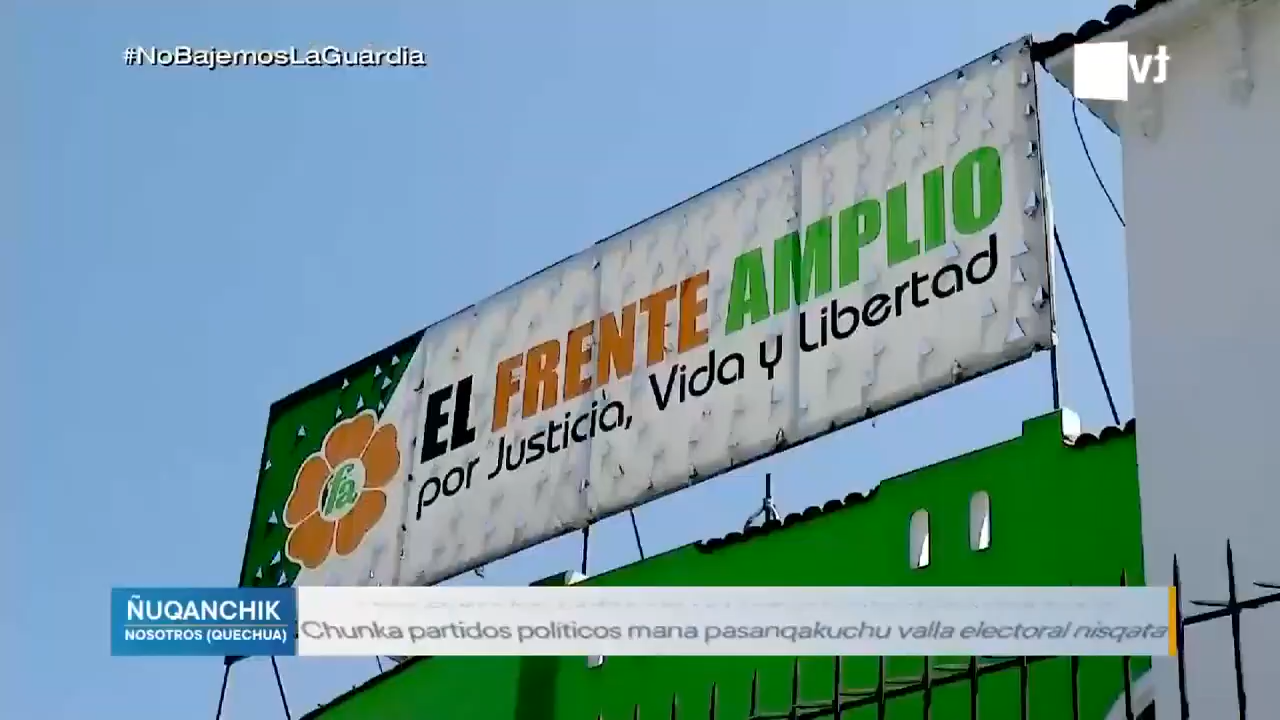 #NoBajemosLaGuardia
EL FRENTE AMPLIO
por Justicia, Vida y Libertad
fa
ÑUQANCHIK
NOSOTROS (QUECHUA)
Chunka partidos políticos mana pasanqakuchu valla electoral nisqata